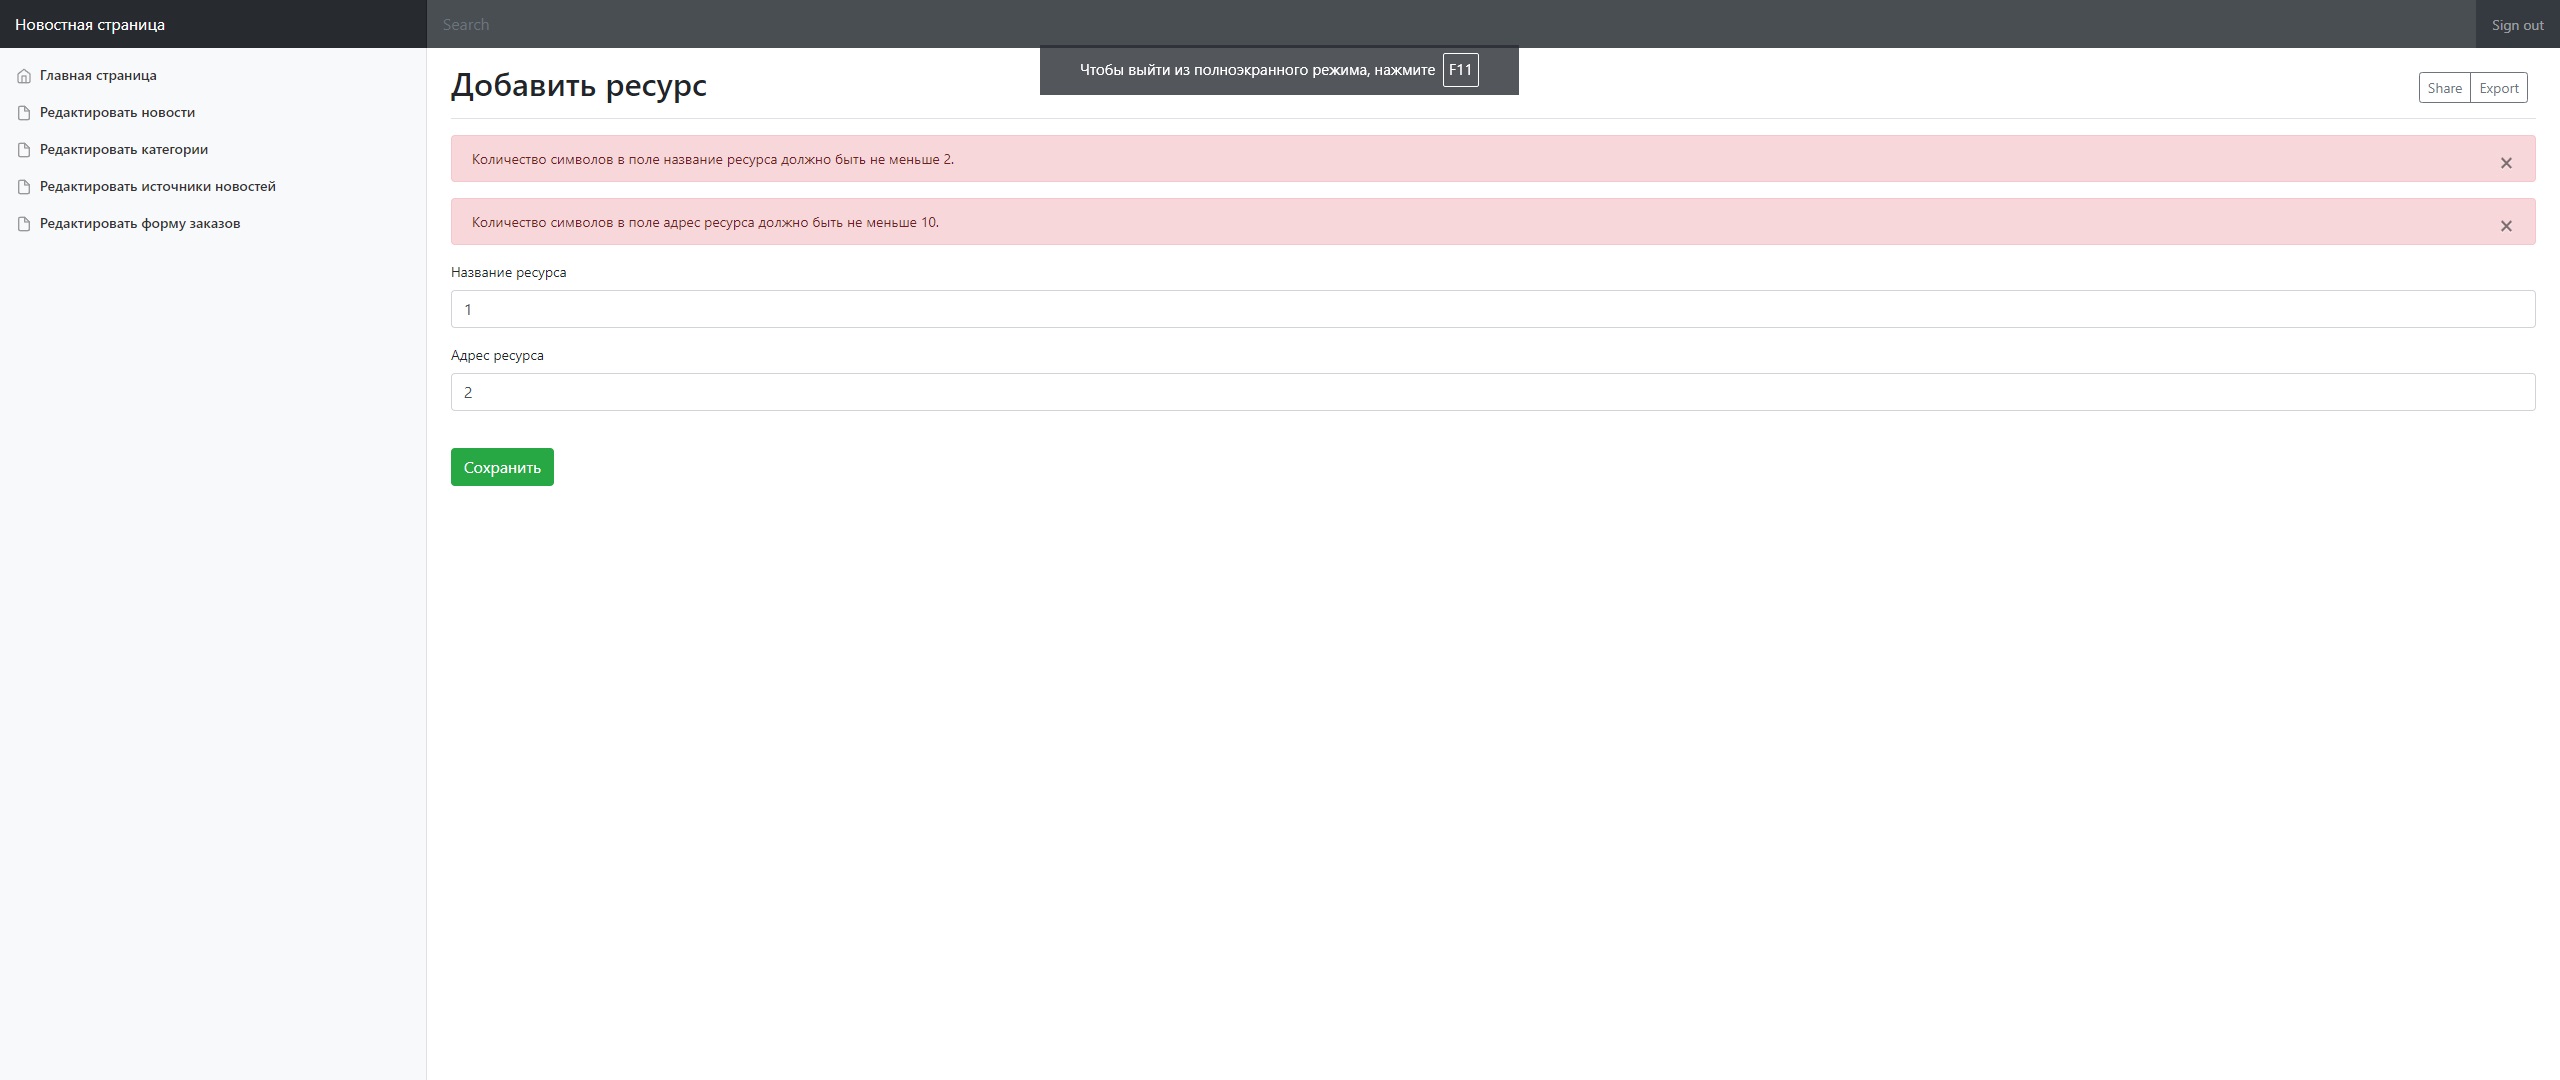 Новостная страница
Search
Sign out
Чтобы выйти из полноэкранного режима, нажмите F11
Главная страница
Редактировать новости
Редактировать категории
Редактировать источники новостей
Редактировать форму заказов
Добавить ресурс
Share
Export
Количество символов в поле название ресурса должно быть не меньше 2.
×
Количество символов в поле адрес ресурса должно быть не меньше 10.
×
Название ресурса
1
Адрес ресурса
2
Сохранить